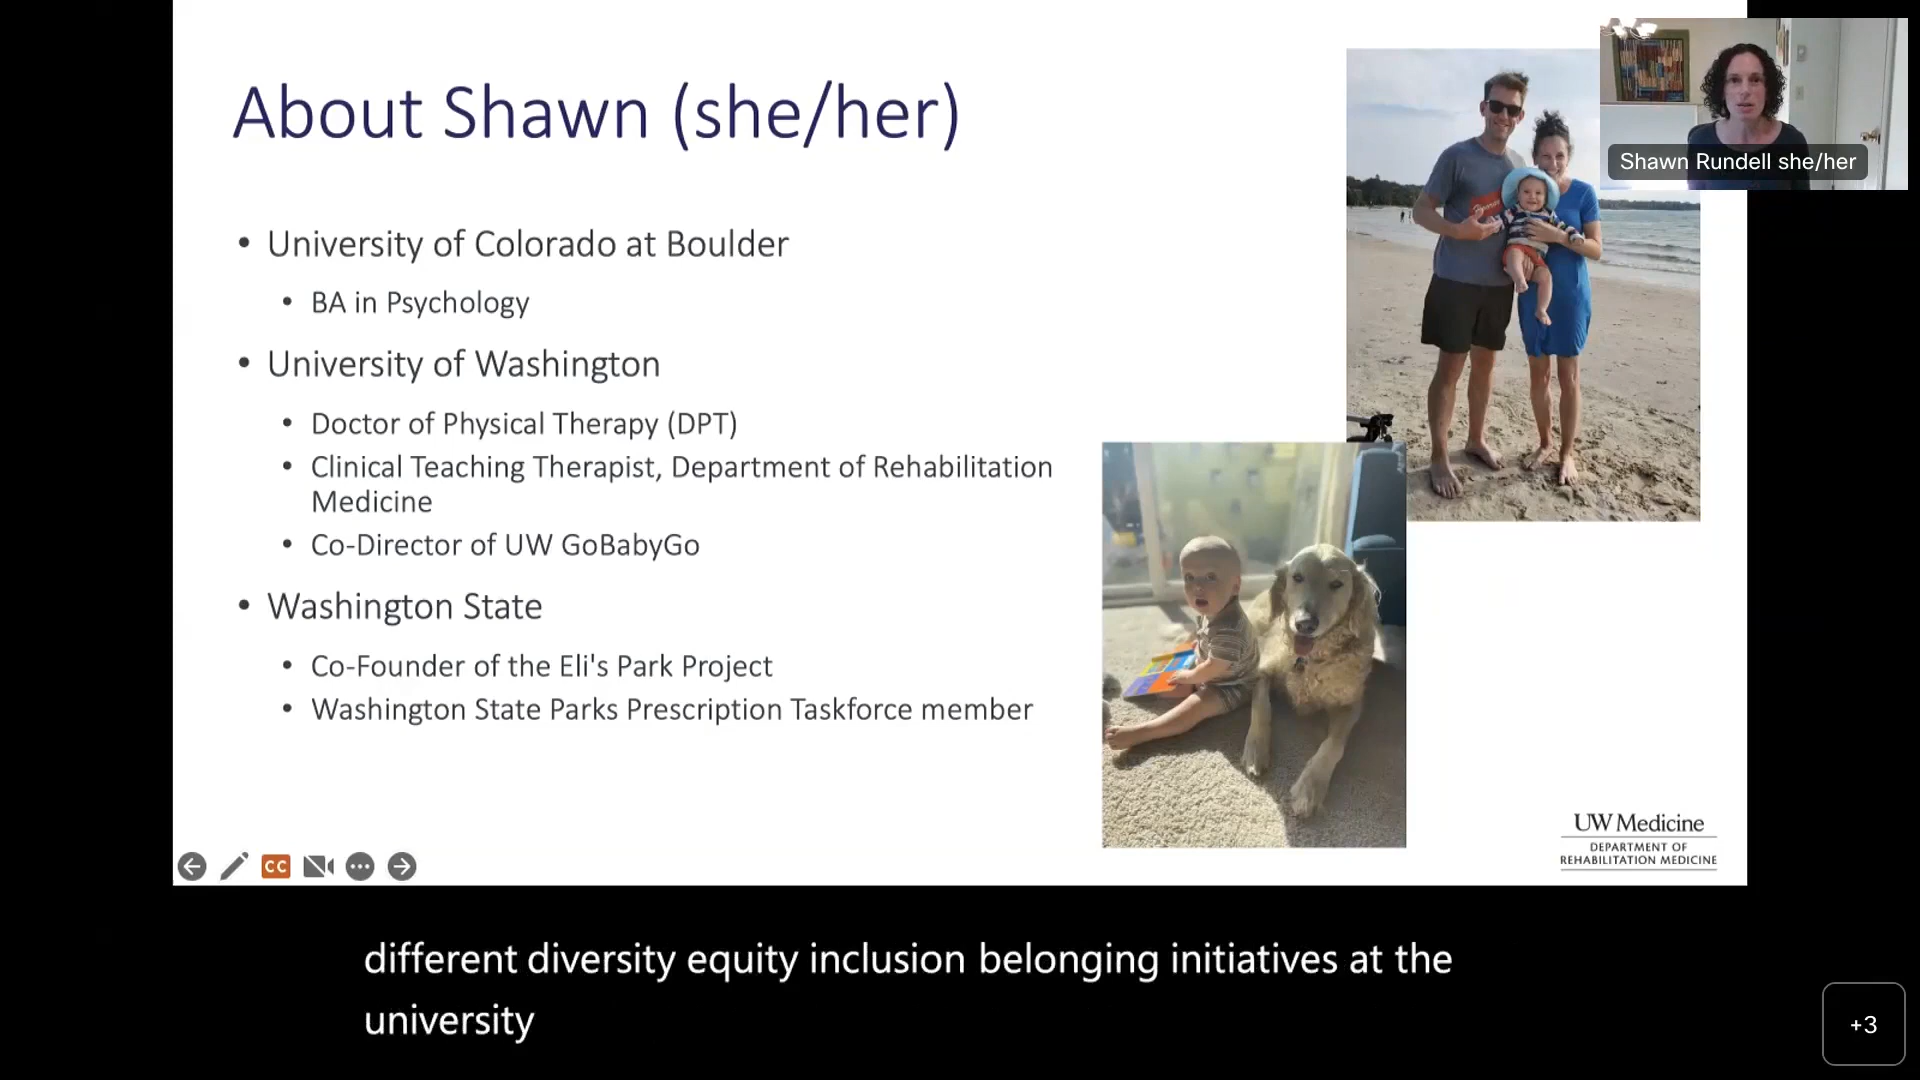 About Shawn (she/her)
Shawn Rundell she/her
• University of Colorado at Boulder
• BA in Psychology
• University of Washington
• Doctor of Physical Therapy (DPT)
• Clinical Teaching Therapist, Department of Rehabilitation
Medicine
• Co-Director of UW GoBabyGo
• Washington State
• Co-Founder of the Eli's Park Project
• Washington State Parks Prescription Taskforce member
UW Medicine
DEPARTMENT OF
REHABILITATION MEDICINE
CC
different diversity equity inclusion belonging initiatives at the
university
+3